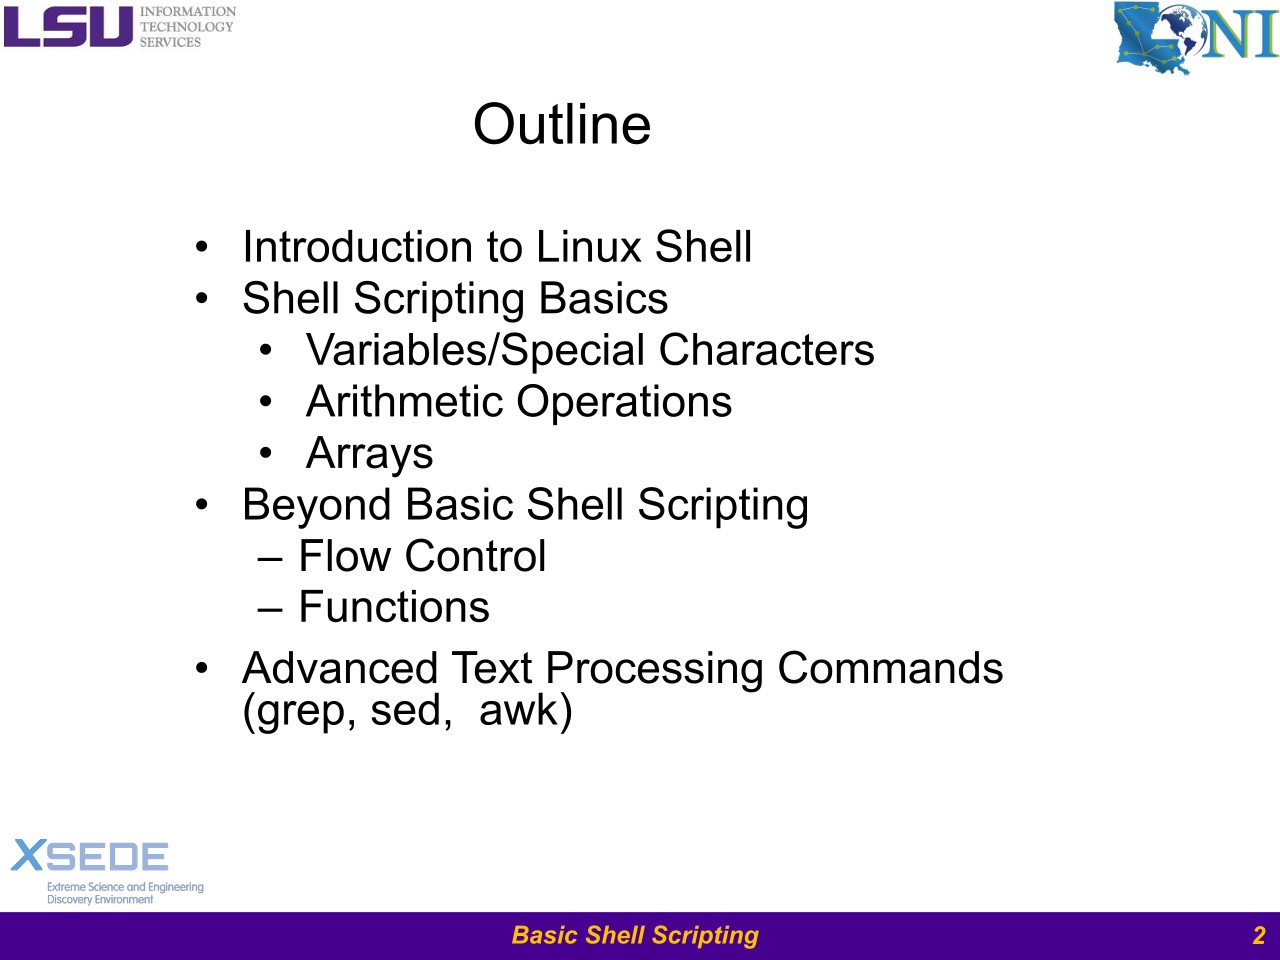 LSU INFORMATION
TECHNOLOGY
SERVICES
LONI
Outline
• Introduction to Linux Shell
• Shell Scripting Basics
• Variables/Special Characters
• Arithmetic Operations
• Arrays
• Beyond Basic Shell Scripting
– Flow Control
– Functions
• Advanced Text Processing Commands
(grep, sed,  awk)
XSEDE
Extreme Science and Engineering
Discovery Environment
Basic Shell Scripting 2